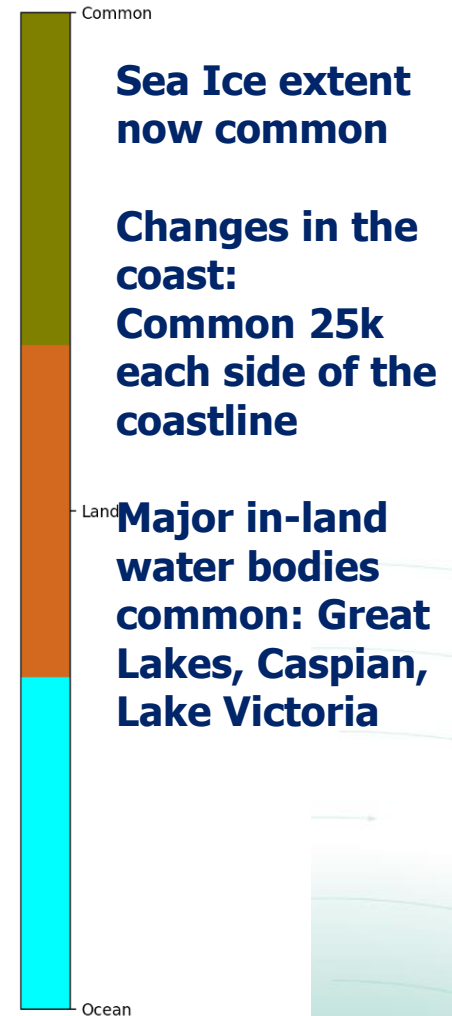 Common
Sea Ice extent
now common
Changes in the
coast:
Common 25k
each side of the
coastline
Land
Major in-land
water bodies
common: Great
Lakes, Caspian,
Lake Victoria
Ocean